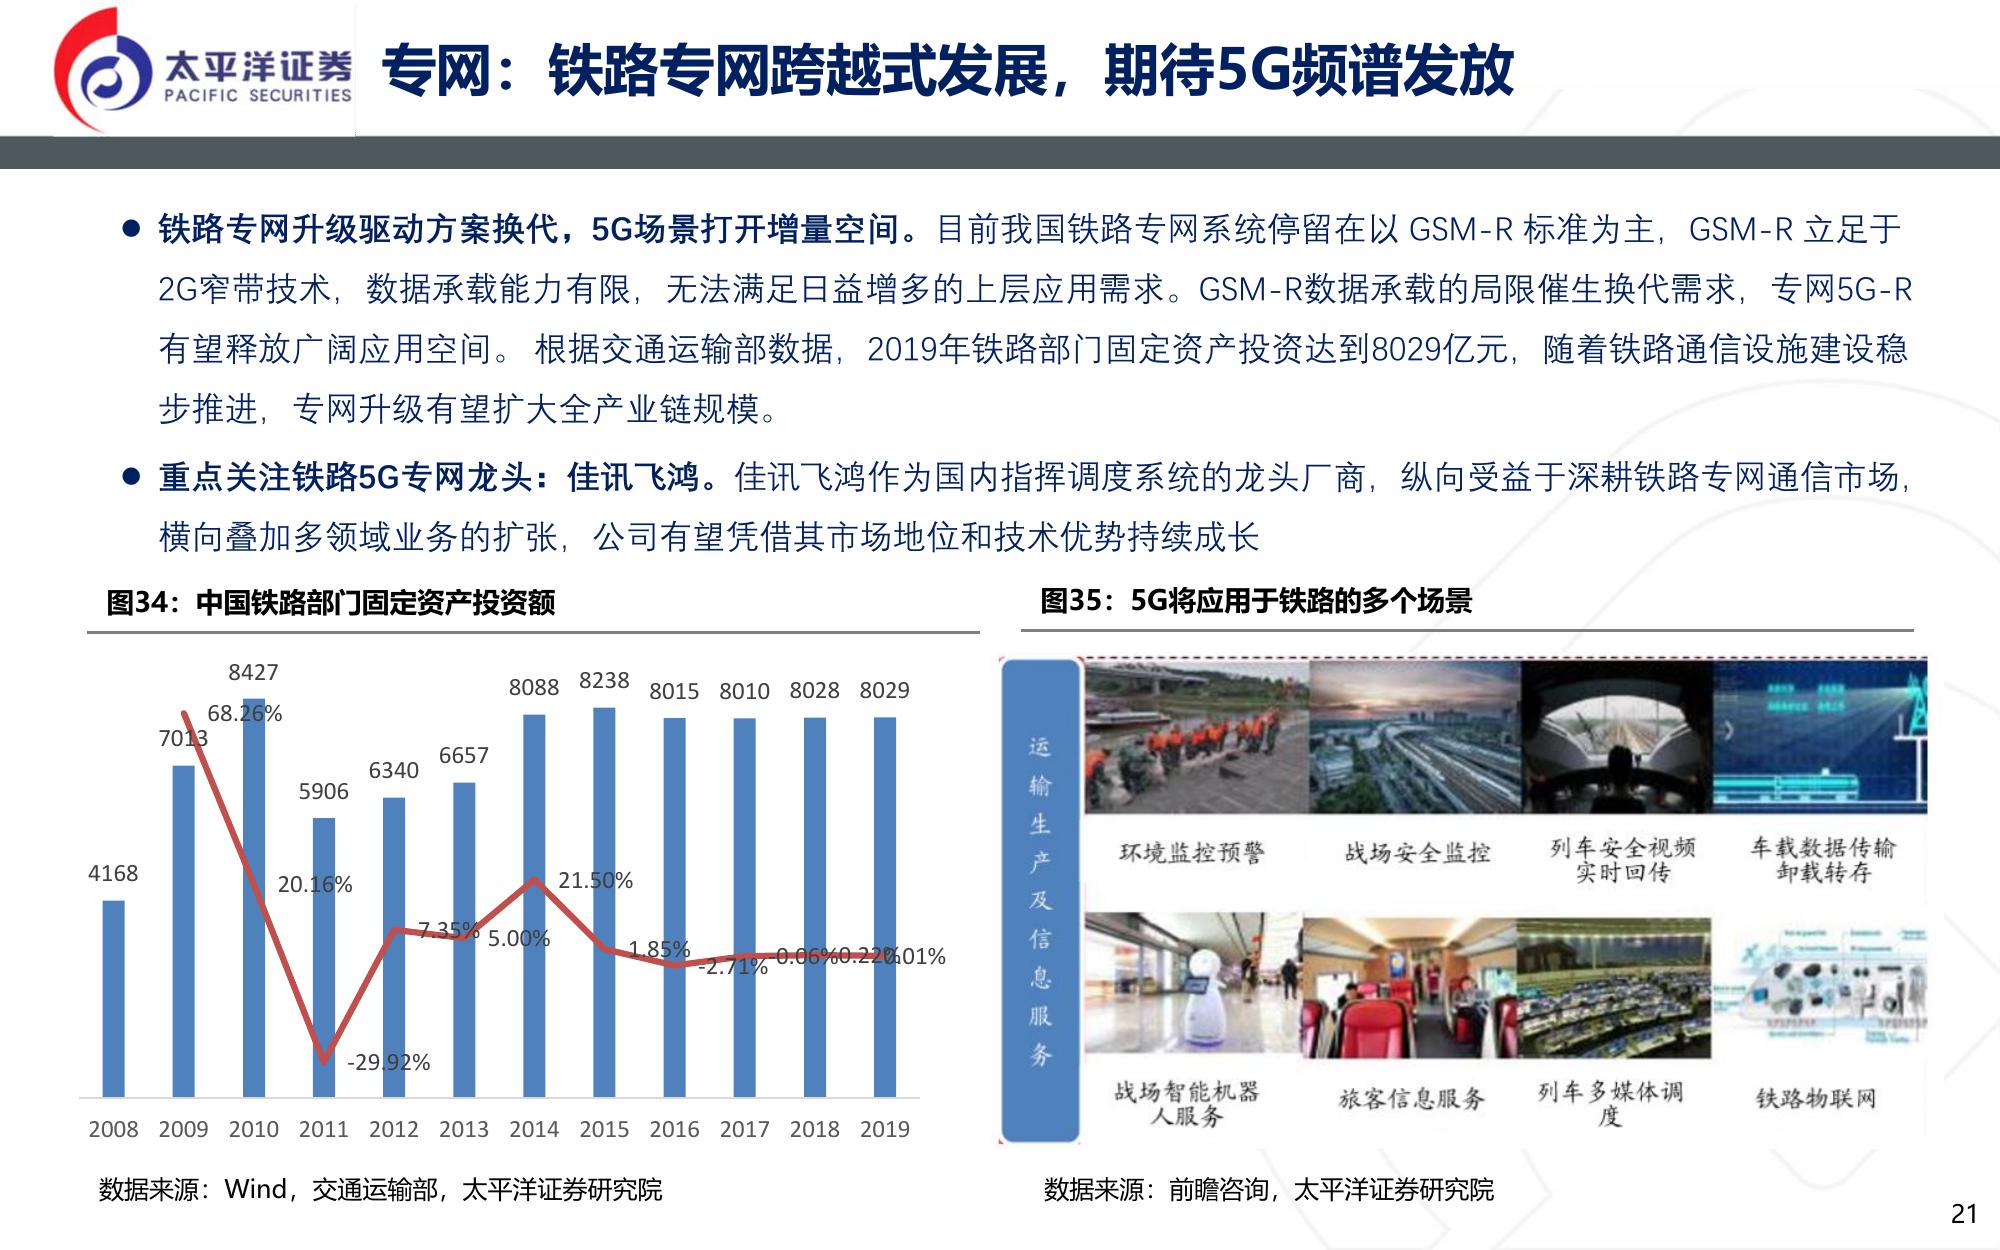 太平洋证券
PACIFIC SECURITIES
专网：铁路专网跨越式发展，期待5G频谱发放
● 铁路专网升级驱动方案换代，5G场景打开增量空间。目前我国铁路专网系统停留在以 GSM-R 标准为主，GSM-R 立足于
2G窄带技术，数据承载能力有限，无法满足日益增多的上层应用需求。GSM-R数据承载的局限催生换代需求，专网5G-R
有望释放广阔应用空间。 根据交通运输部数据，2019年铁路部门固定资产投资达到8029亿元，随着铁路通信设施建设稳
步推进，专网升级有望扩大全产业链规模。
● 重点关注铁路5G专网龙头：佳讯飞鸿。佳讯飞鸿作为国内指挥调度系统的龙头厂商，纵向受益于深耕铁路专网通信市场，
横向叠加多领域业务的扩张，公司有望凭借其市场地位和技术优势持续成长
图34：中国铁路部门固定资产投资额
4168
7013
8427
5906
6340
6657
8088
8238
8015
8010
8028
8029
68.26%
20.16%
-29.92%
7.35%
5.00%
21.50%
1.85%
-2.71%
-0.06%
0.22%
0.01%
2008 2009 2010 2011 2012 2013 2014 2015 2016 2017 2018 2019
数据来源：Wind，交通运输部，太平洋证券研究院
图35：5G将应用于铁路的多个场景
运输生产及信息服务
环境监控预警
战场安全监控
列车安全视频
实时回传
车载数据传输
卸载转存
战场智能机器
人服务
旅客信息服务
列车多媒体调
度
铁路物联网
数据来源：前瞻咨询，太平洋证券研究院
21